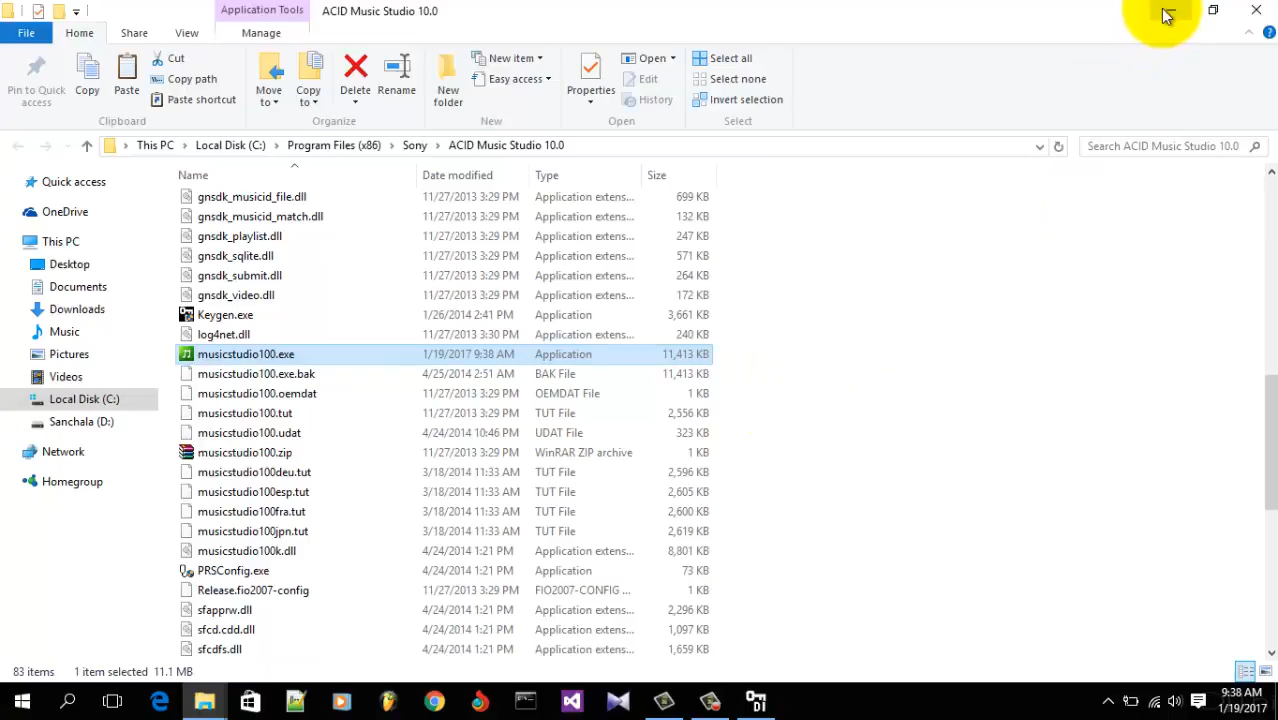 Application Tools
ACID Music Studio 10.0
File
Home
Share
View
Manage
Pin to Quick access
Copy
Paste
Cut
Copy path
Paste shortcut
Clipboard
Move to
Copy to
Delete
Rename
Organize
New folder
New item
Easy access
New
Properties
Open
Edit
History
Open
Select all
Select none
Invert selection
Select
This PC
Local Disk (C:)
Program Files (x86)
Sony
ACID Music Studio 10.0
Search ACID Music Studio 10.0
Quick access
OneDrive
This PC
Desktop
Documents
Downloads
Music
Pictures
Videos
Local Disk (C:)
Sanchala (D:)
Network
Homegroup
Name Date modified Type Size
gnsdk_musicid_file.dll 11/27/2013 3:29 PM Application extens... 699 KB
gnsdk_musicid_match.dll 11/27/2013 3:29 PM Application extens... 132 KB
gnsdk_playlist.dll 11/27/2013 3:29 PM Application extens... 247 KB
gnsdk_sqlite.dll 11/27/2013 3:29 PM Application extens... 571 KB
gnsdk_submit.dll 11/27/2013 3:29 PM Application extens... 264 KB
gnsdk_video.dll 11/27/2013 3:29 PM Application extens... 172 KB
Keygen.exe 1/26/2014 2:41 PM Application 3,661 KB
log4net.dll 11/27/2013 3:30 PM Application extens... 240 KB
musicstudio100.exe 1/19/2017 9:38 AM Application 11,413 KB
musicstudio100.exe.bak 4/25/2014 2:51 AM BAK File 11,413 KB
musicstudio100.oemdat 11/27/2013 3:29 PM OEMDAT File 1 KB
musicstudio100.tut 11/27/2013 3:29 PM TUT File 2,556 KB
musicstudio100.udat 4/24/2014 10:46 PM UDAT File 323 KB
musicstudio100.zip 11/27/2013 3:29 PM WinRAR ZIP archive 1 KB
musicstudio100deu.tut 3/18/2014 11:33 AM TUT File 2,596 KB
musicstudio100esp.tut 3/18/2014 11:33 AM TUT File 2,605 KB
musicstudio100fra.tut 3/18/2014 11:33 AM TUT File 2,600 KB
musicstudio100jpn.tut 3/18/2014 11:33 AM TUT File 2,619 KB
musicstudio100k.dll 4/24/2014 1:21 PM Application extens... 8,801 KB
PRSConfig.exe 4/24/2014 1:21 PM Application 73 KB
Release.fio2007-config 11/27/2013 3:29 PM FIO2007-CONFIG ... 1 KB
sfapprw.dll 4/24/2014 1:21 PM Application extens... 2,296 KB
sfcd.cdd.dll 4/24/2014 1:21 PM Application extens... 1,097 KB
sfcdfs.dll 4/24/2014 1:21 PM Application extens... 1,659 KB
83 items 1 item selected 11.1 MB
9:38 AM
1/19/2017